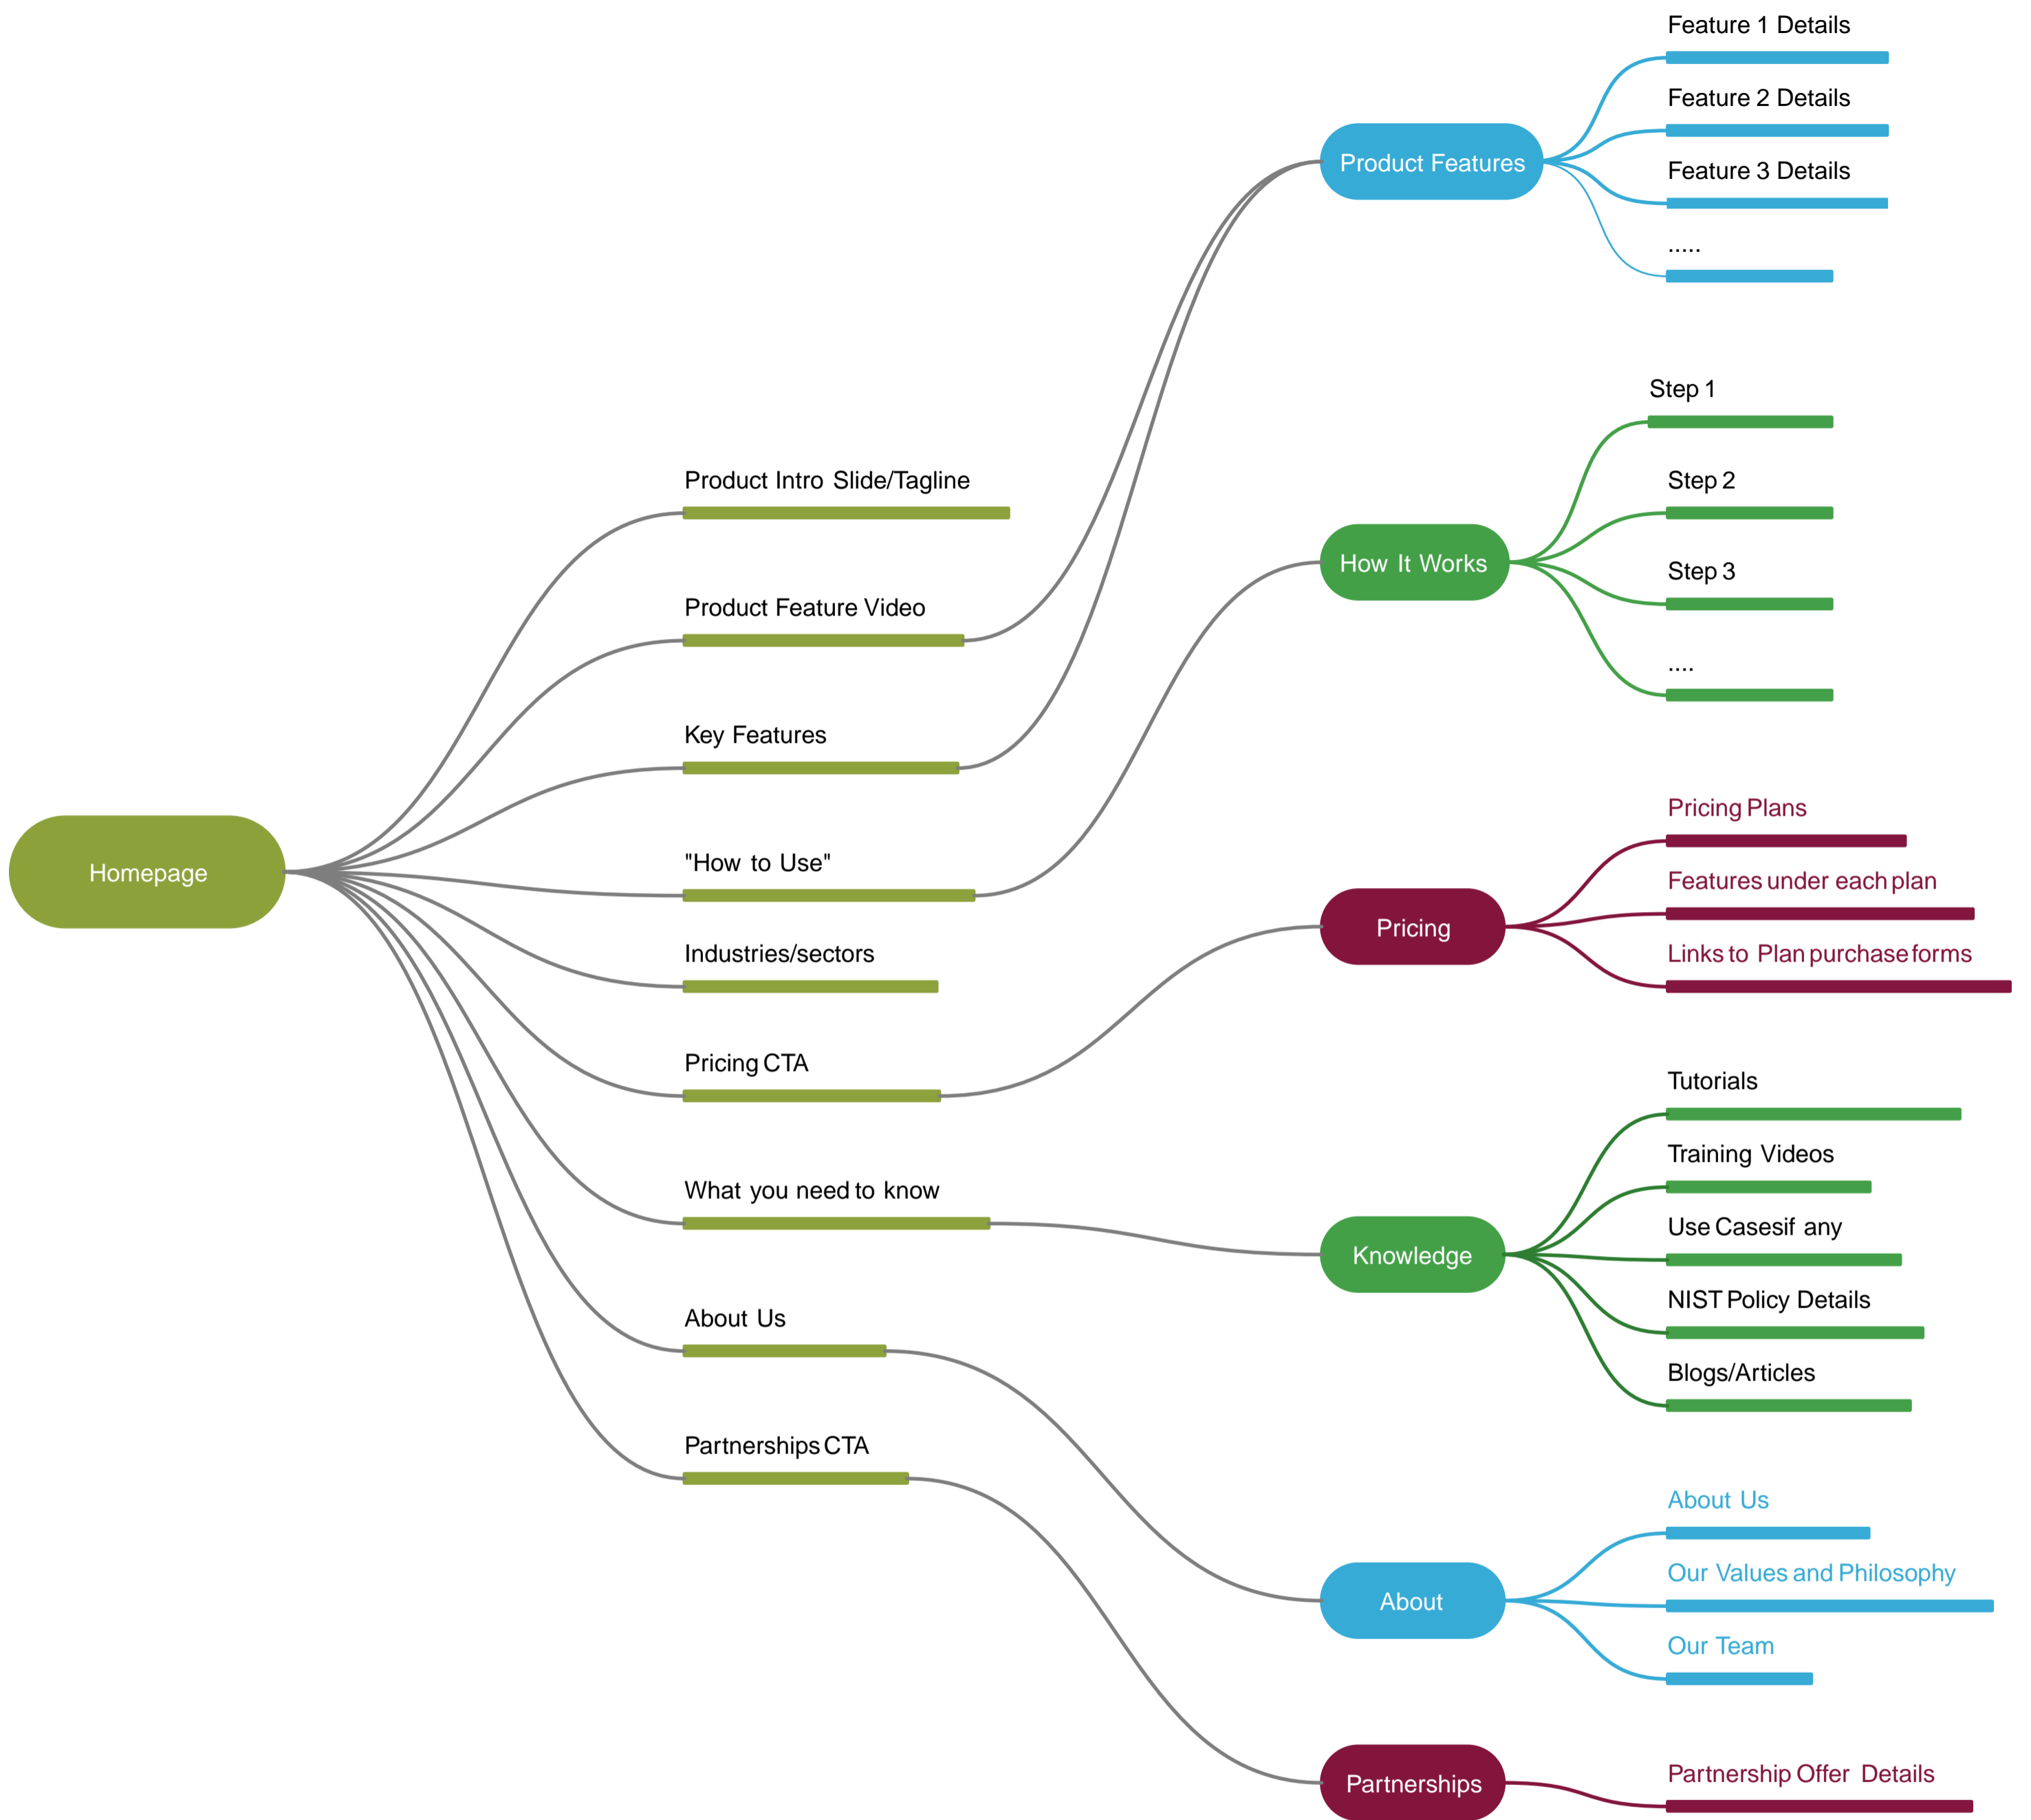 Homepage
Product Intro Slide/Tagline
Product Feature Video
Key Features
"How to Use"
Industries/sectors
Pricing CTA
What you need to know
About Us
Partnerships CTA
Product Features
Feature 1 Details
Feature 2 Details
Feature 3 Details
.....
How It Works
Step 1
Step 2
Step 3
....
Pricing
Pricing Plans
Features under each plan
Links to Plan purchase forms
Knowledge
Tutorials
Training Videos
Use Casesif any
NIST Policy Details
Blogs/Articles
About
About Us
Our Values and Philosophy
Our Team
Partnerships
Partnership Offer Details